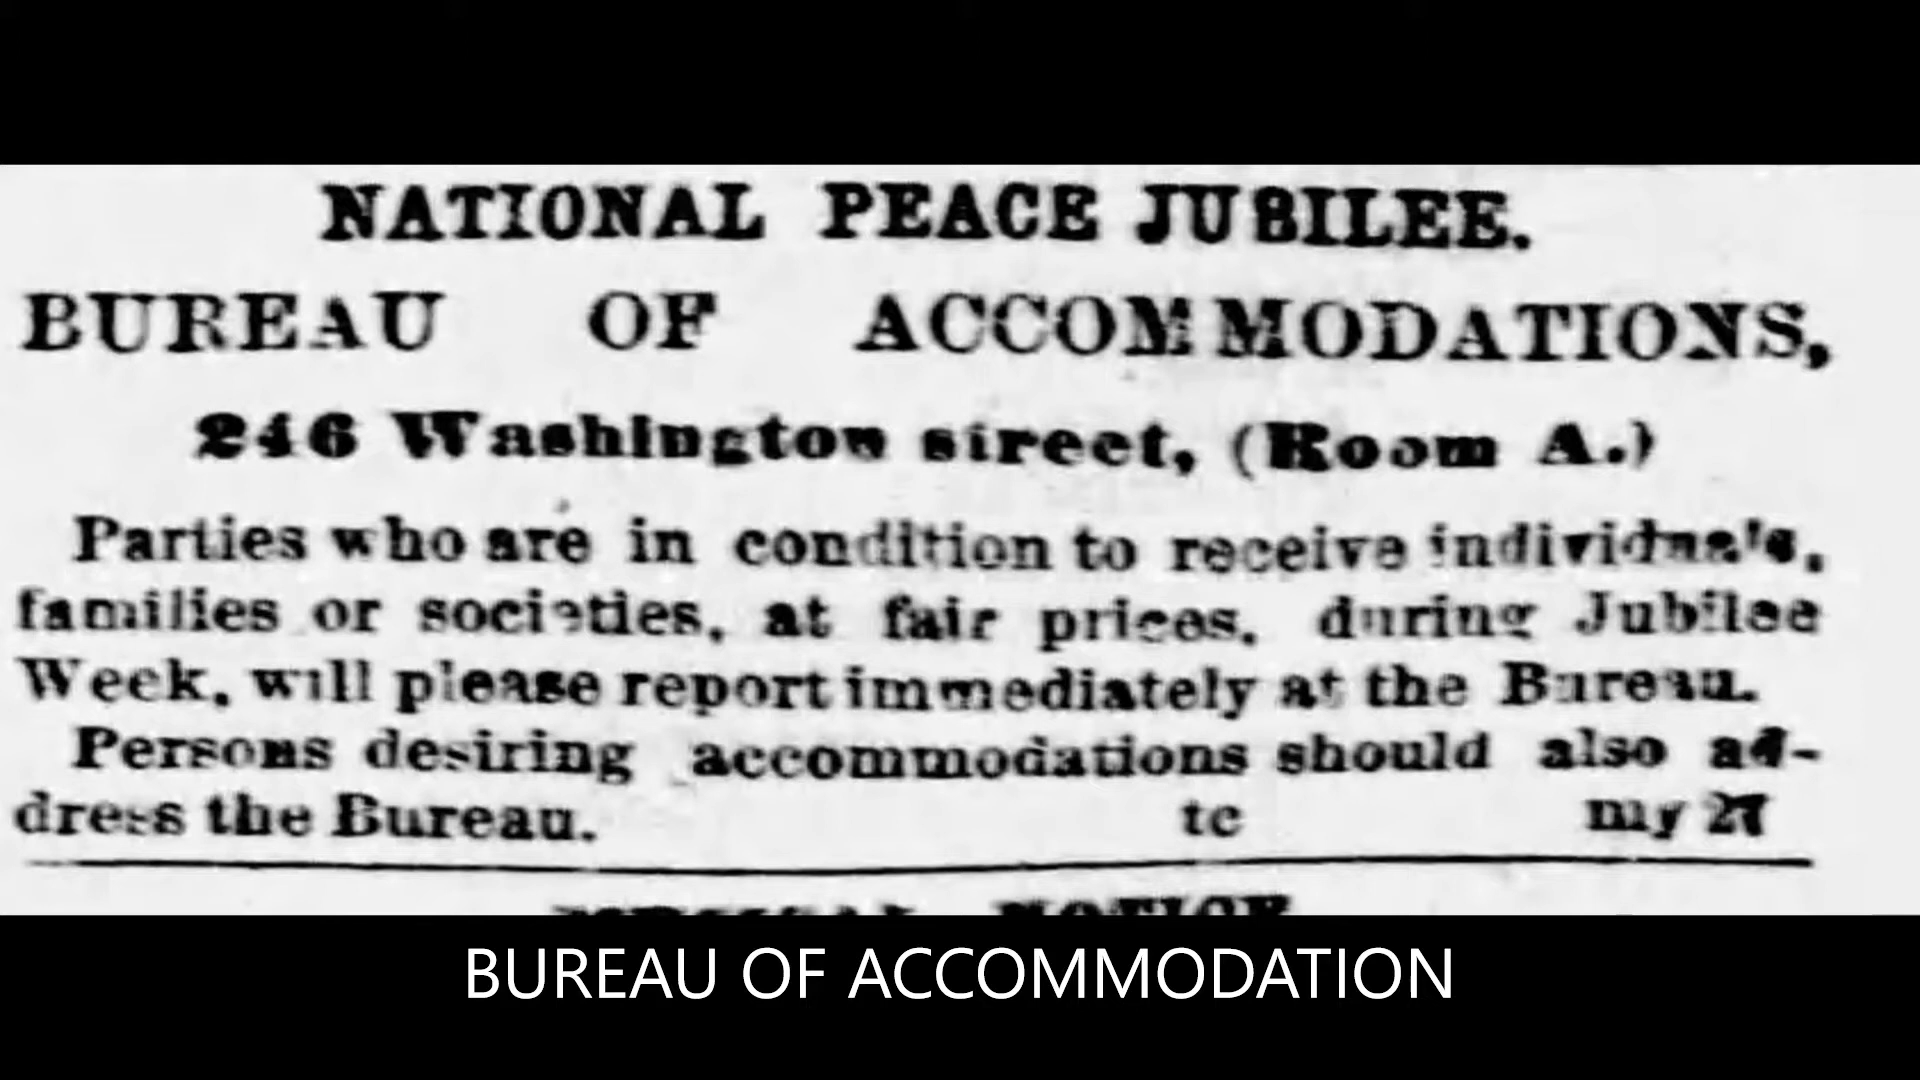 NATIONAL PEACE JUBILEE.
BUREAU OF ACCOMMODATIONS,
246 Washington street, (Room A.)
Parties who are in condition to receive individuals,
families or societies, at fair prices, during Jubilee
Week, will please report immediately at the Bureau.
Persons desiring accommodations should also ad-
dress the Bureau. tc my 27
NOTICE
BUREAU OF ACCOMMODATION